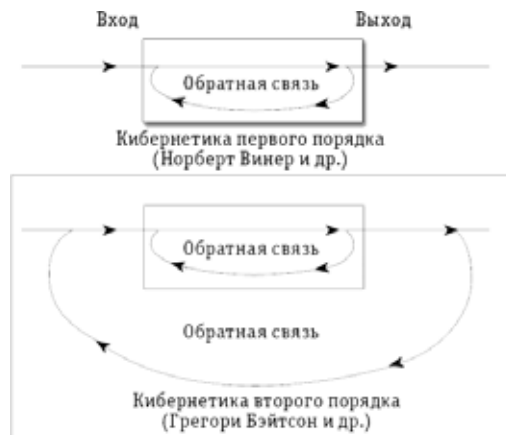 Вход Выход
Обратная связь
Кибернетика первого порядка
(Норберт Винер и др.)
Обратная связь
Обратная связь
Кибернетика второго порядка
(Грегори Бэйтсон и др.)